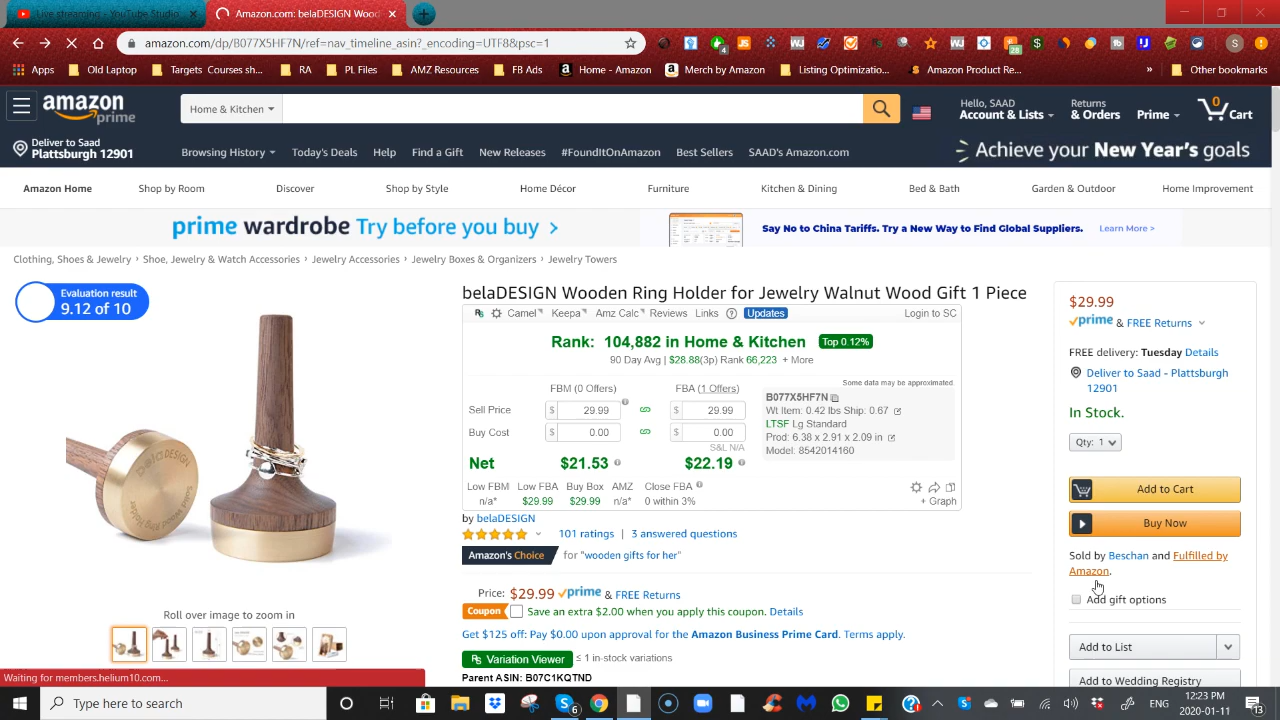 Live streaming - YouTube Studio
Amazon.com: belaDESIGN Wood
amazon.com/dp/B077X5HF7N/ref=nav_timeline_asin?_encoding=UTF8&psc=1
Apps Old Laptop Targets Courses sh... RA PL Files AMZ Resources FB Ads Home - Amazon Merch by Amazon Listing Optimizatio... Amazon Product Re... » Other bookmarks
amazon prime
Home & Kitchen
Hello, SAAD
Account & Lists
Returns
& Orders
Prime
0
Cart
Deliver to Saad
Plattsburgh 12901
Browsing History Today's Deals Help Find a Gift New Releases #FoundItOnAmazon Best Sellers SAAD's Amazon.com
Achieve your New Year's goals
Amazon Home Shop by Room Discover Shop by Style Home Décor Furniture Kitchen & Dining Bed & Bath Garden & Outdoor Home Improvement
prime wardrobe Try before you buy ›
Say No to China Tariffs. Try a New Way to Find Global Suppliers. Learn More >
Clothing, Shoes & Jewelry › Shoe, Jewelry & Watch Accessories › Jewelry Accessories › Jewelry Boxes & Organizers › Jewelry Towers
Evaluation result
9.12 of 10
belaDESIGN Wooden Ring Holder for Jewelry Walnut Wood Gift 1 Piece
Camel Keepa Amz Calc Reviews Links Updates Login to SC
Rank: 104,882 in Home & Kitchen Top 0.12%
90 Day Avg | $28.88(3p) Rank 66,223 + More
Some data may be approximated.
FBM (0 Offers) FBA (1 Offers)
Sell Price $ 29.99 $ 29.99
Buy Cost $ 0.00 $ 0.00
S&L N/A
Net $21.53 $22.19
B077X5HF7N
Wt Item: 0.42 lbs Ship: 0.67
LTSF Lg Standard
Prod: 6.38 x 2.91 x 2.09 in
Model: 8542014160
Low FBM Low FBA Buy Box AMZ Close FBA
n/a* $29.99 $29.99 n/a* 0 within 3%
+ Graph
by belaDESIGN
101 ratings | 3 answered questions
Amazon's Choice for "wooden gifts for her"
Price: $29.99 prime & FREE Returns
Coupon Save an extra $2.00 when you apply this coupon. Details
Get $125 off: Pay $0.00 upon approval for the Amazon Business Prime Card. Terms apply.
Variation Viewer ≤ 1 in-stock variations
Parent ASIN: B07C1KQTND
Roll over image to zoom in
$29.99
prime & FREE Returns
FREE delivery: Tuesday Details
Deliver to Saad - Plattsburgh
12901
In Stock.
Qty: 1
Add to Cart
Buy Now
Sold by Beschan and Fulfilled by
Amazon.
Add gift options
Add to List
Add to Wedding Registry
Waiting for members.helium10.com...
Type here to search
12:23 PM
2020-01-11
13